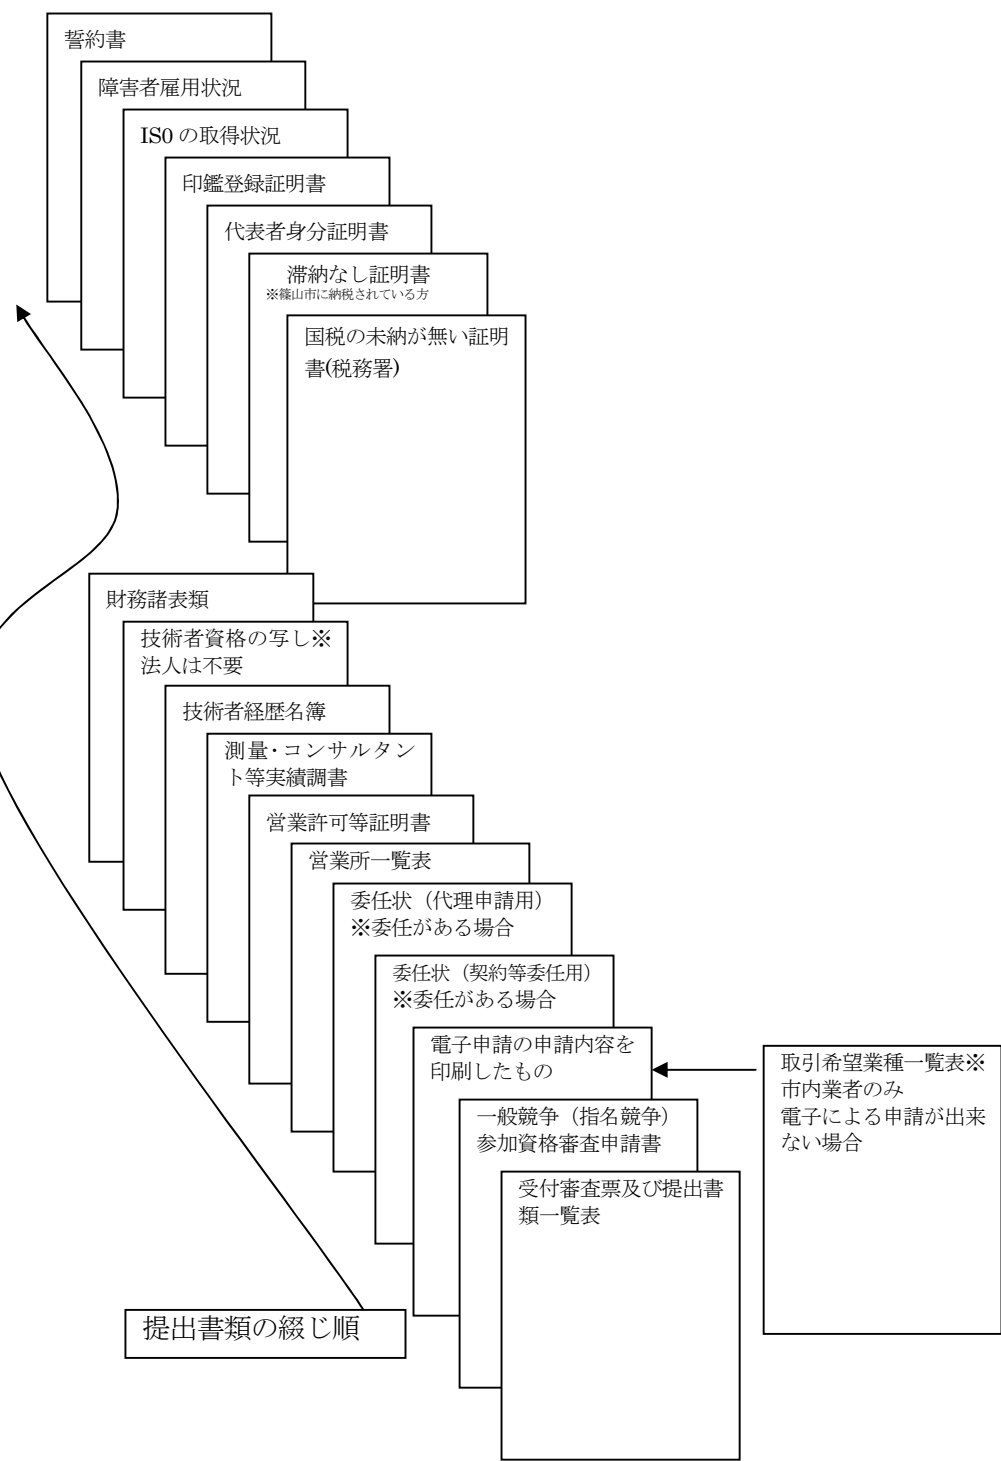 誓約書
障害者雇用状況
IS0 の取得状況
印鑑登録証明書
代表者身分証明書
滞納なし証明書
※篠山市に納税されている方
国税の未納が無い証明
書(税務署)
財務諸表類
技術者資格の写し※
法人は不要
技術者経歴名簿
測量・コンサルタン
ト等実績調書
営業許可等証明書
営業所一覧表
委任状（代理申請用）
※委任がある場合
委任状（契約等委任用）
※委任がある場合
電子申請の申請内容を
印刷したもの
取引希望業種一覧表※
市内業者のみ
電子による申請が出来
ない場合
一般競争（指名競争）
参加資格審査申請書
受付審査票及び提出書
類一覧表
提出書類の綴じ順